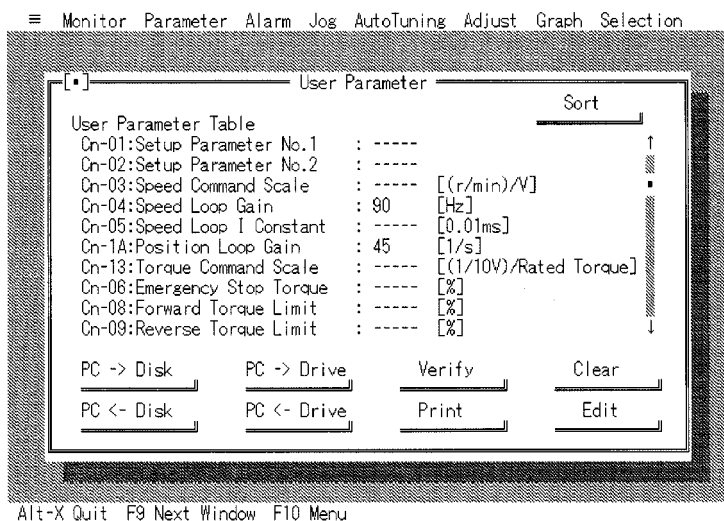 ≡ Monitor Parameter Alarm Jog AutoTuning Adjust Graph Selection
[▪] User Parameter
Sort
User Parameter Table
Cn-01:Setup Parameter No.1 : -----
Cn-02:Setup Parameter No.2 : -----
Cn-03:Speed Command Scale : ----- [(r/min)/V]
Cn-04:Speed Loop Gain : 90 [Hz]
Cn-05:Speed Loop I Constant : ----- [0.01ms]
Cn-1A:Position Loop Gain : 45 [1/s]
Cn-13:Torque Command Scale : ----- [(1/10V)/Rated Torque]
Cn-06:Emergency Stop Torque : ----- [%]
Cn-08:Forward Torque Limit : ----- [%]
Cn-09:Reverse Torque Limit : ----- [%]
PC -> Disk PC -> Drive Verify Clear
PC <- Disk PC <- Drive Print Edit
Alt-X Quit F9 Next Window F10 Menu